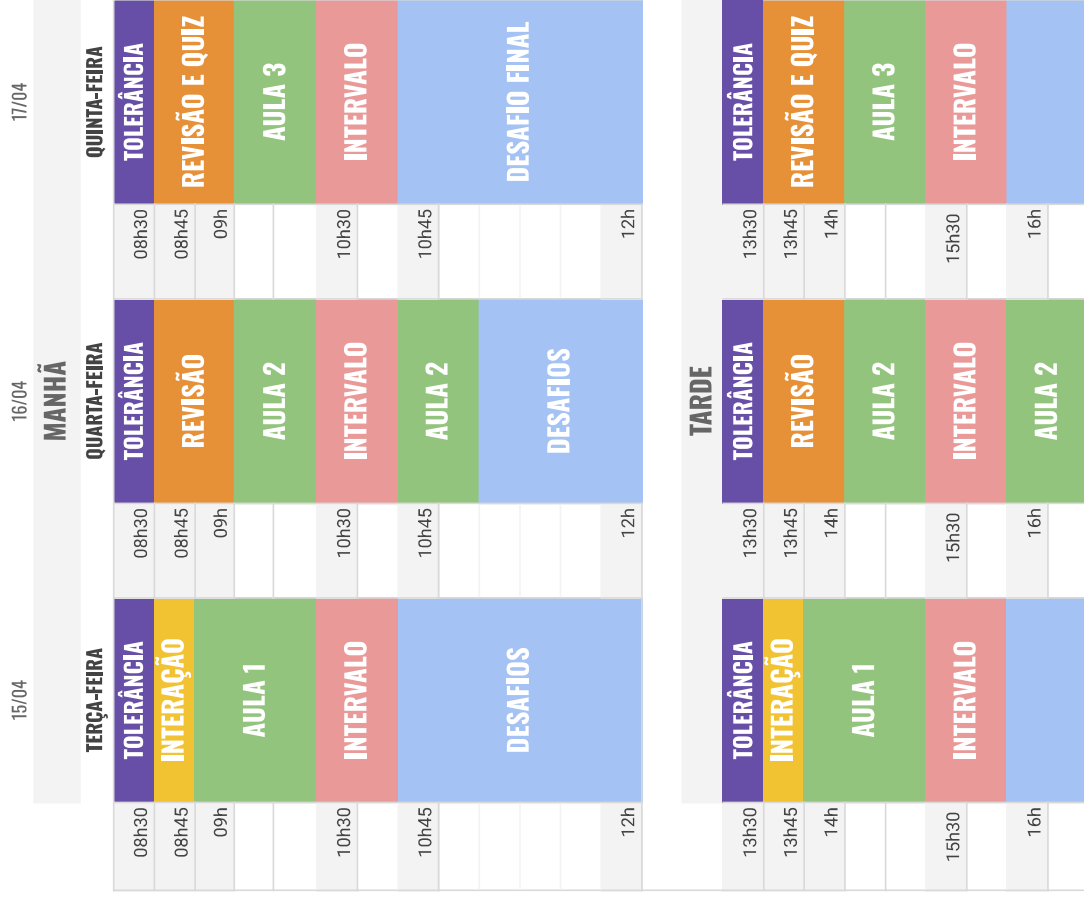 15/04 16/04 17/04
MANHÃ
TERÇA-FEIRA QUARTA-FEIRA QUINTA-FEIRA
08h30 TOLERÂNCIA 08h30 TOLERÂNCIA 08h30 TOLERÂNCIA
08h45 INTERAÇÃO 08h45 REVISÃO 08h45 REVISÃO E QUIZ
09h AULA 1 09h AULA 2 09h AULA 3
10h30 INTERVALO 10h30 INTERVALO 10h30 INTERVALO
10h45 10h45 AULA 2 10h45
DESAFIOS DESAFIO FINAL
DESAFIOS
12h 12h 12h
TARDE
13h30 TOLERÂNCIA 13h30 TOLERÂNCIA 13h30 TOLERÂNCIA
13h45 INTERAÇÃO 13h45 REVISÃO 13h45 REVISÃO E QUIZ
14h AULA 1 14h AULA 2 14h AULA 3
15h30 INTERVALO 15h30 INTERVALO 15h30 INTERVALO
16h 16h AULA 2 16h